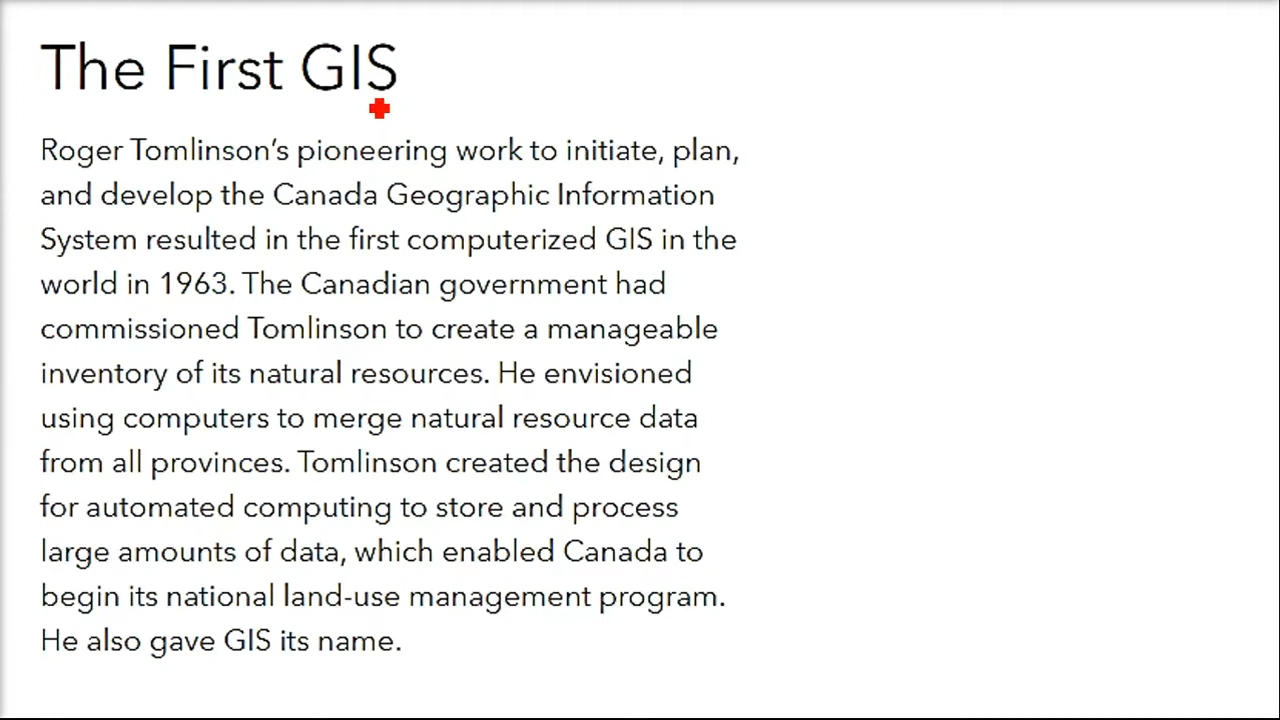 The First GIS
Roger Tomlinson’s pioneering work to initiate, plan,
and develop the Canada Geographic Information
System resulted in the first computerized GIS in the
world in 1963. The Canadian government had
commissioned Tomlinson to create a manageable
inventory of its natural resources. He envisioned
using computers to merge natural resource data
from all provinces. Tomlinson created the design
for automated computing to store and process
large amounts of data, which enabled Canada to
begin its national land-use management program.
He also gave GIS its name.